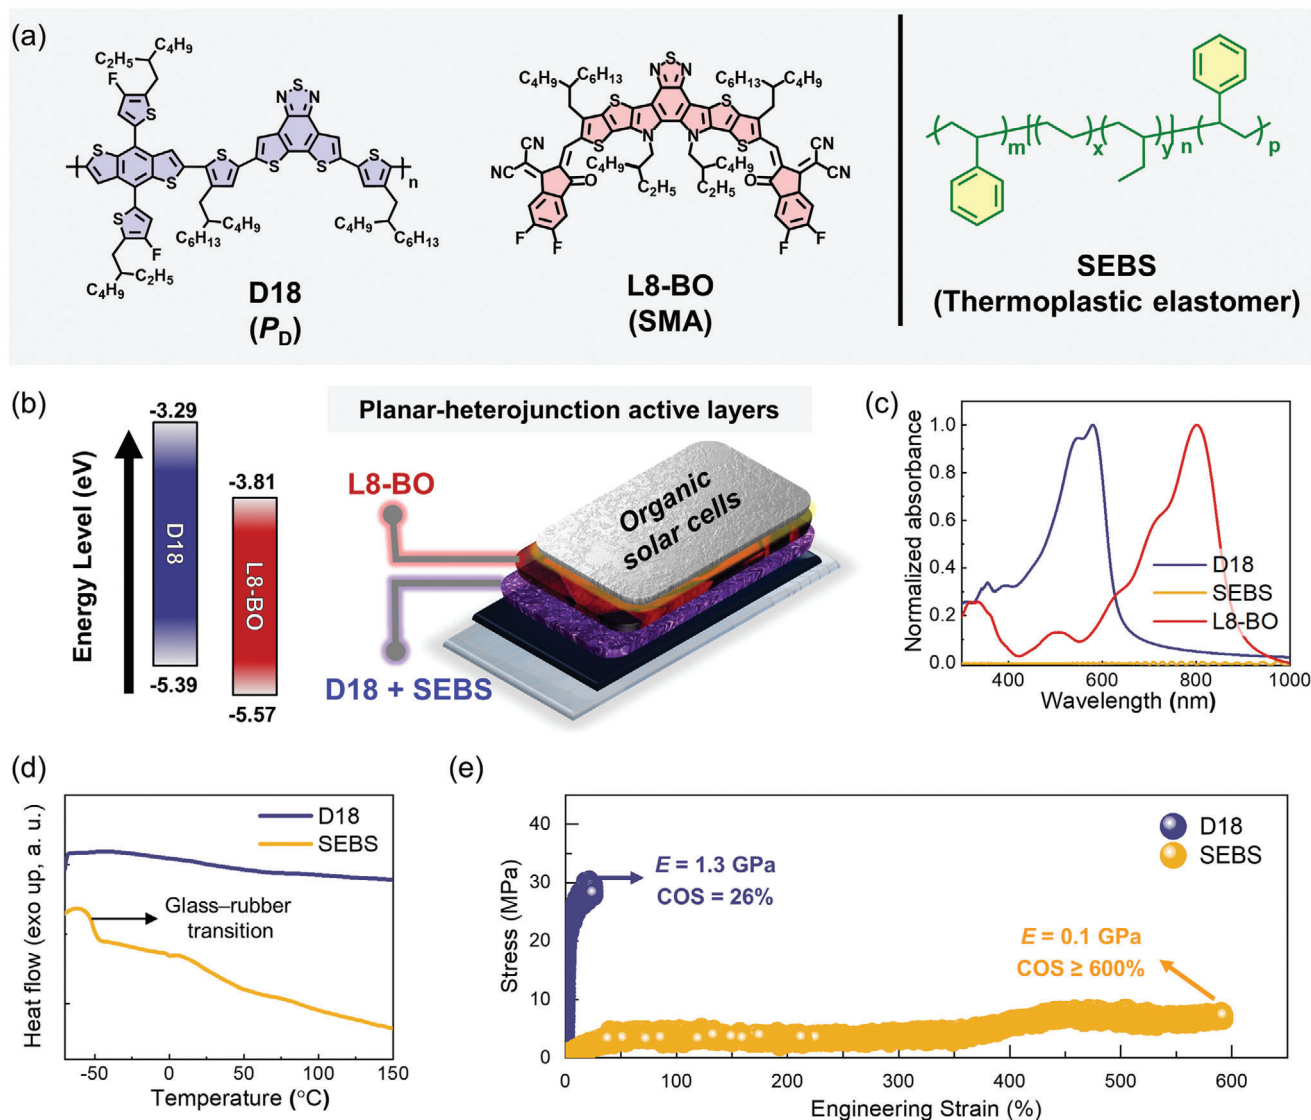 (a)
C₄H₉
C₂H₅
F
S
N
S
N
S
S
S
S
S
S
S
n
S
F
C₄H₉
C₆H₁₃
C₄H₉
C₆H₁₃
C₂H₅
C₄H₉
D18
(P_D)
C₄H₉
C₆H₁₃
N
S
N
C₄H₉
C₆H₁₃
S
S
S
S
N
N
CN
NC
O
C₄H₉
C₂H₅
C₄H₉
C₂H₅
O
CN
CN
F
F
F
F
L8-BO
(SMA)
m
x
y
n
p
SEBS
(Thermoplastic elastomer)
(b)
Energy Level (eV)
-3.29
D18
-5.39
-3.81
L8-BO
-5.57
Planar-heterojunction active layers
L8-BO
D18 + SEBS
Organic
solar cells
(c)
Normalized absorbance
1.0
0.8
0.6
0.4
0.2
0.0
D18
SEBS
L8-BO
400 600 800 1000
Wavelength (nm)
(d)
Heat flow (exo up, a. u.)
D18
SEBS
Glass–rubber
transition
-50 0 50 100 150
Temperature (°C)
(e)
Stress (MPa)
40
30
20
10
0
D18
SEBS
E = 1.3 GPa
COS = 26%
E = 0.1 GPa
COS ≥ 600%
0 100 200 300 400 500 600
Engineering Strain (%)